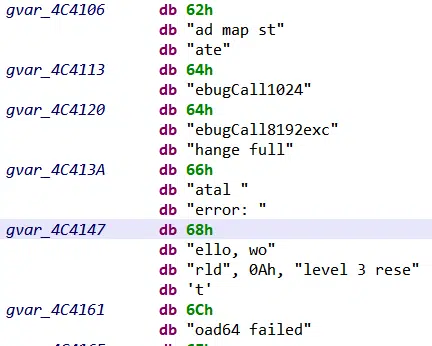 gvar_4C4106 db 62h
db "ad map st"
db "ate"
gvar_4C4113 db 64h
db "ebugCall1024"
gvar_4C4120 db 64h
db "ebugCall8192exc"
db "hange full"
gvar_4C413A db 66h
db "atal "
db "error: "
gvar_4C4147 db 68h
db "ello, wo"
db "rld", 0Ah, "level 3 rese"
db 't'
gvar_4C4161 db 6Ch
db "oad64 failed"